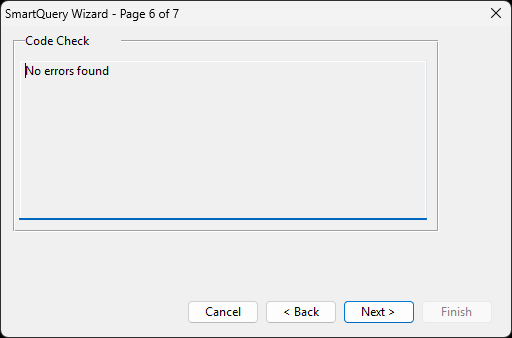 SmartQuery Wizard - Page 6 of 7
Code Check
No errors found
Cancel
< Back
Next >
Finish